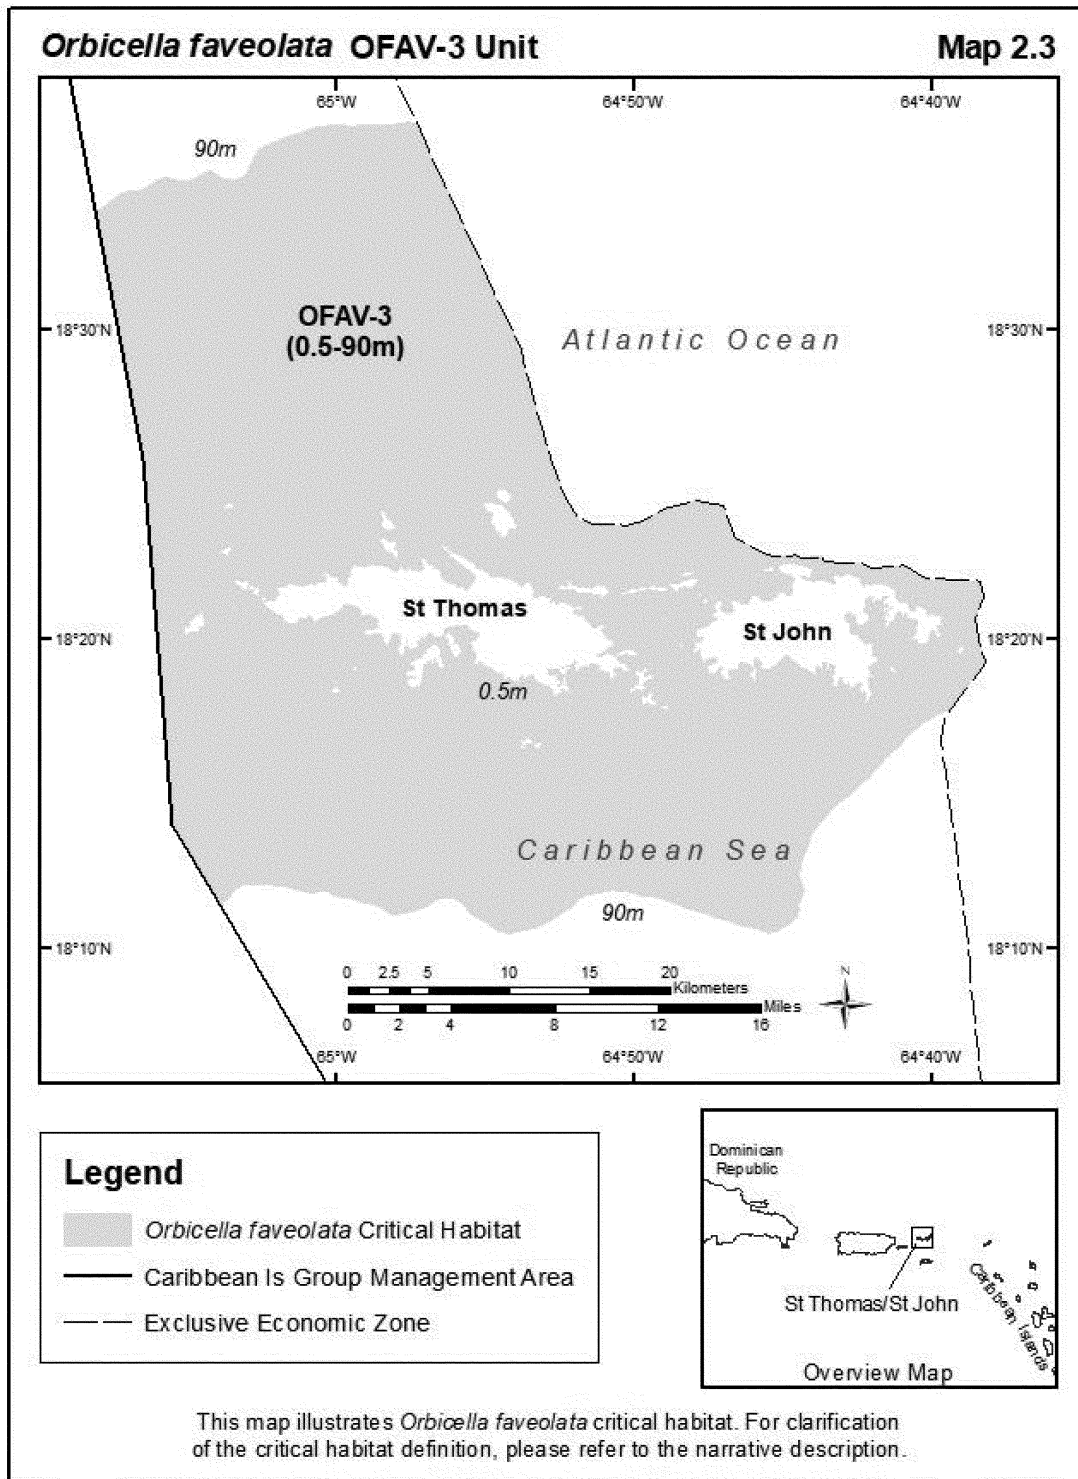 Orbicella faveolata OFAV-3 Unit
Map 2.3
65°W
64°50'W
64°40'W
90m
OFAV-3
(0.5-90m)
18°30'N
Atlantic Ocean
18°30'N
St Thomas
St John
18°20'N
18°20'N
0.5m
Caribbean Sea
90m
18°10'N
18°10'N
0 2.5 5 10 15 20
Kilometers
Miles
0 2 4 8 12 16
N
65°W
64°50'W
64°40'W
Legend
Orbicella faveolata Critical Habitat
Caribbean Is Group Management Area
Exclusive Economic Zone
Dominican
Republic
St Thomas/St John
Caribbean Islands
Overview Map
This map illustrates Orbicella faveolata critical habitat. For clarification
of the critical habitat definition, please refer to the narrative description.